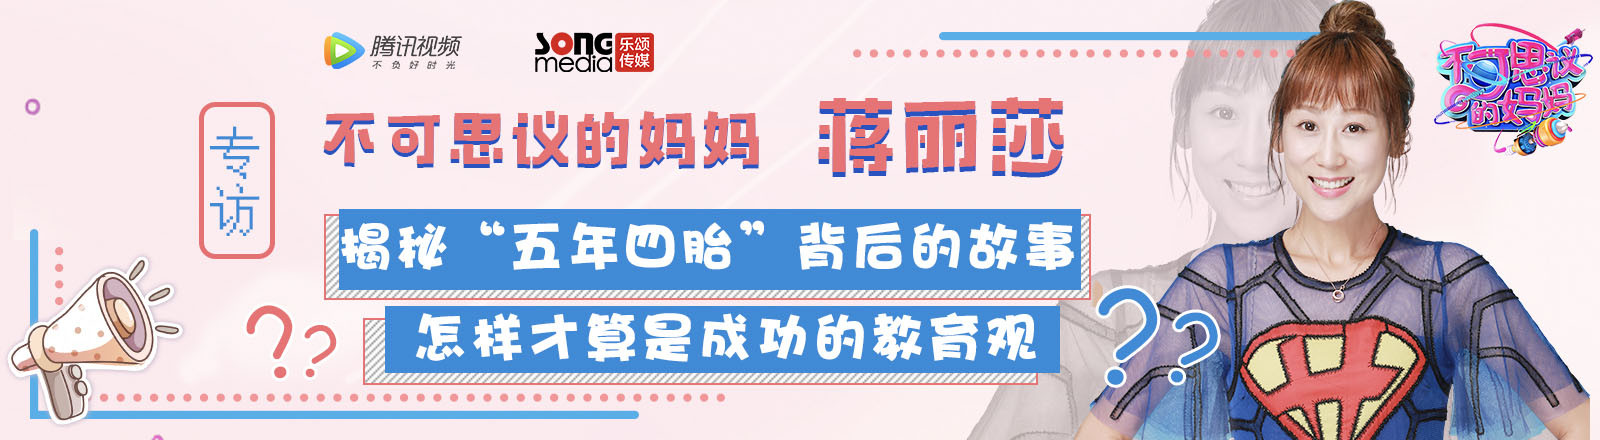 腾讯视频
不负好时光
SONG media 乐颂传媒
专访
不可思议的妈妈 蒋丽莎
揭秘“五年四胎”背后的故事
怎样才算是成功的教育观
??
??
不可思议
的妈妈